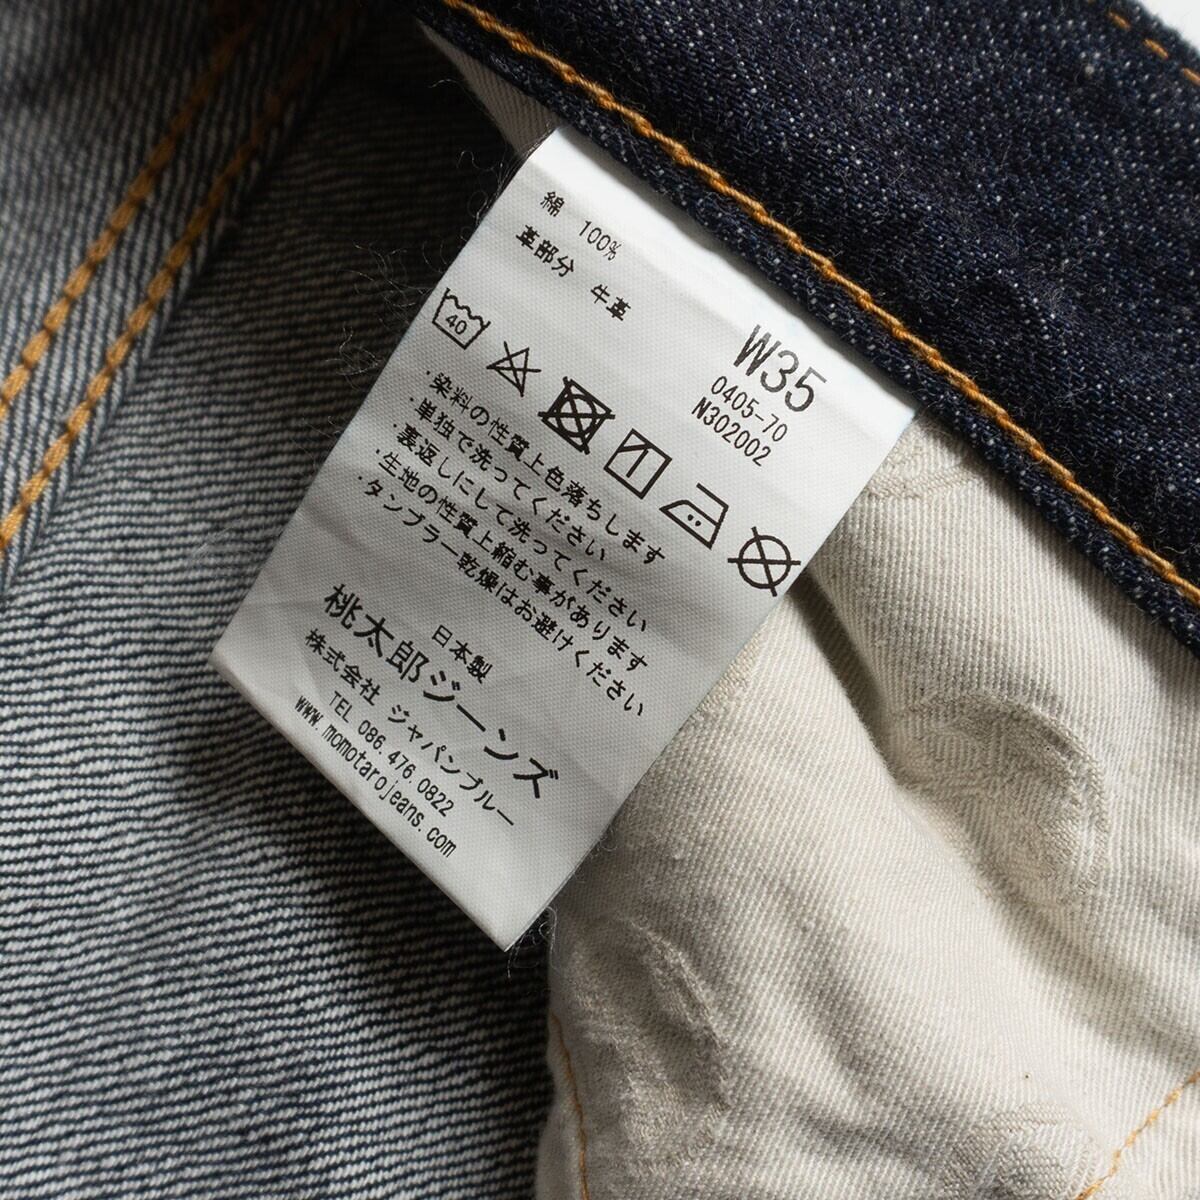 綿 100%
革部分 牛革
W35
0405-70
N302002
40
・染料の性質上色落ちします
・単独で洗ってください
・裏返しにして洗ってください
・生地の性質上縮む事があります
・タンブラー乾燥はお避けください
日本製
桃太郎ジーンズ
株式会社 ジャパンブルー
TEL 086.476.0822
www.momotarojeans.com